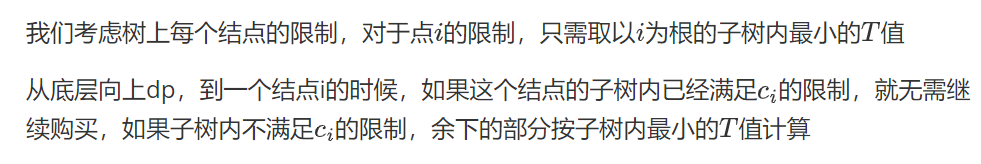 我们考虑树上每个结点的限制，对于点i的限制，只需取以i为根的子树内最小的T值
从底层向上dp，到一个结点i的时候，如果这个结点的子树内已经满足cᵢ的限制，就无需继
续购买，如果子树内不满足cᵢ的限制，余下的部分按子树内最小的T值计算